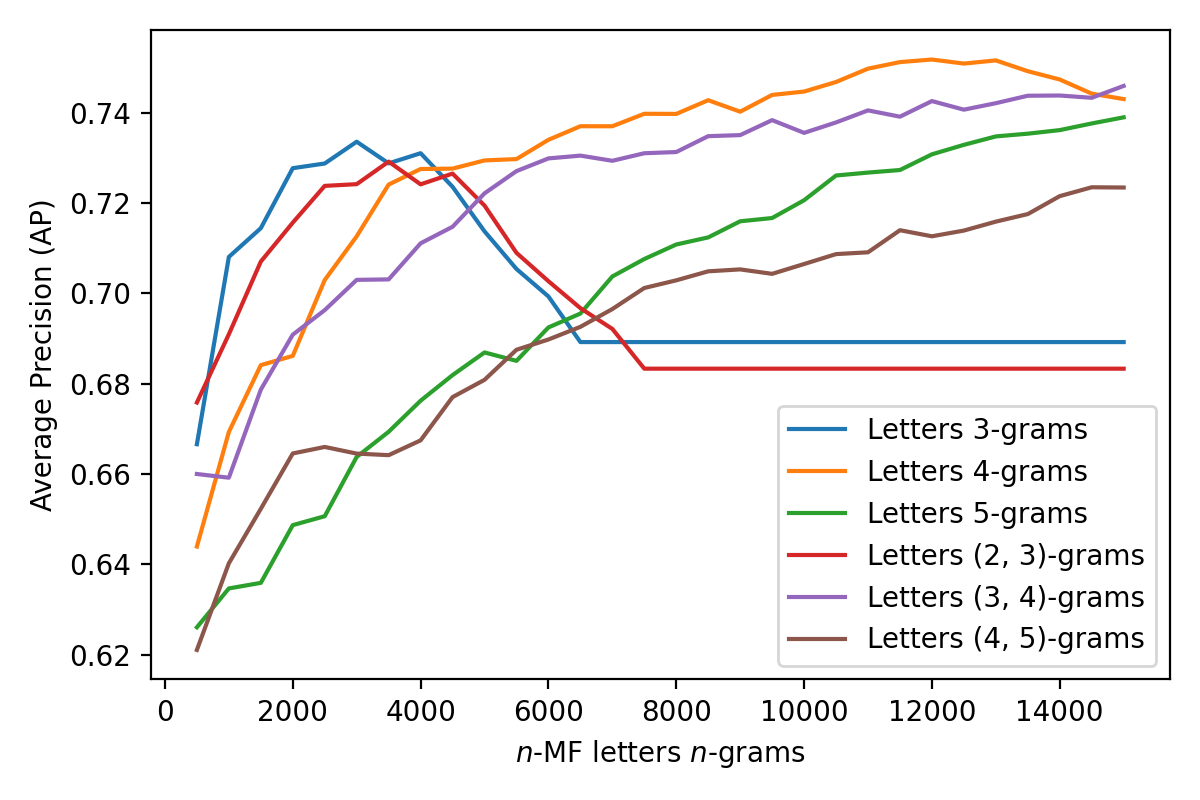 Average Precision (AP)
0.74
0.72
0.70
0.68
0.66
0.64
0.62
Letters 3-grams
Letters 4-grams
Letters 5-grams
Letters (2, 3)-grams
Letters (3, 4)-grams
Letters (4, 5)-grams
0 2000 4000 6000 8000 10000 12000 14000
n-MF letters n-grams